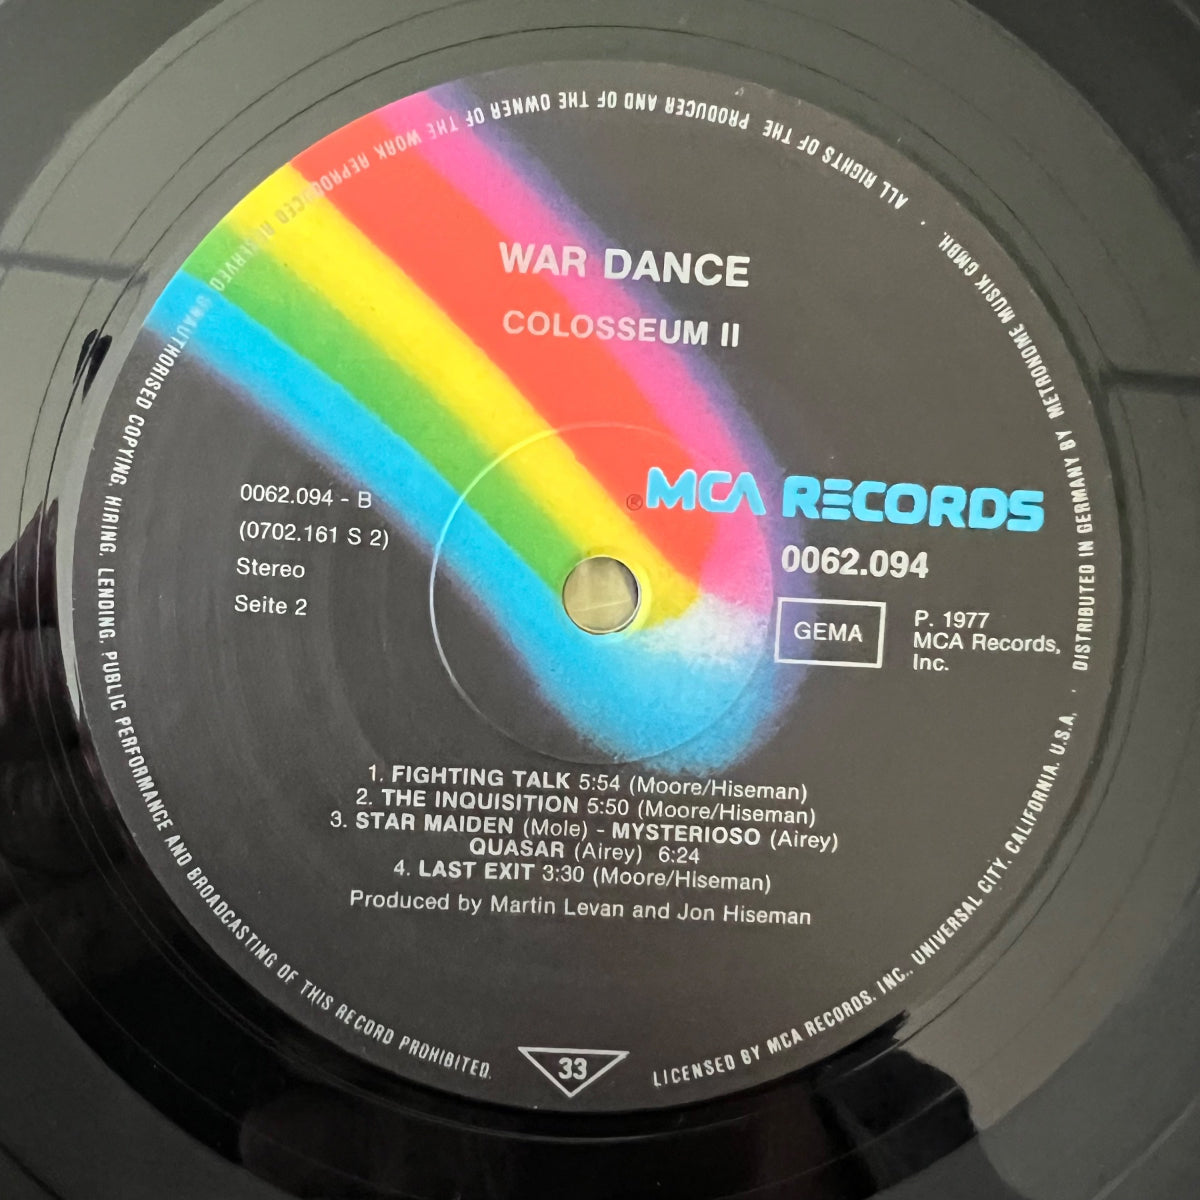 WAR DANCE
COLOSSEUM II
® MCA RECORDS
0062.094
GEMA
P. 1977
MCA Records,
Inc.
0062.094 - B
(0702.161 S 2)
Stereo
Seite 2
1. FIGHTING TALK 5:54 (Moore/Hiseman)
2. THE INQUISITION 5:50 (Moore/Hiseman)
3. STAR MAIDEN (Mole) - MYSTERIOSO (Airey)
QUASAR (Airey) 6:24
4. LAST EXIT 3:30 (Moore/Hiseman)
Produced by Martin Levan and Jon Hiseman
33
ALL RIGHTS OF THE PRODUCER AND OF THE OWNER OF THE WORK REPRODUCED RESERVED UNAUTHORISED COPYING, HIRING, LENDING, PUBLIC PERFORMANCE AND BROADCASTING OF THIS RECORD PROHIBITED.
LICENSED BY MCA RECORDS, INC., UNIVERSAL CITY, CALIFORNIA, U.S.A. · DISTRIBUTED IN GERMANY BY METRONOME MUSIK GMBH. ·